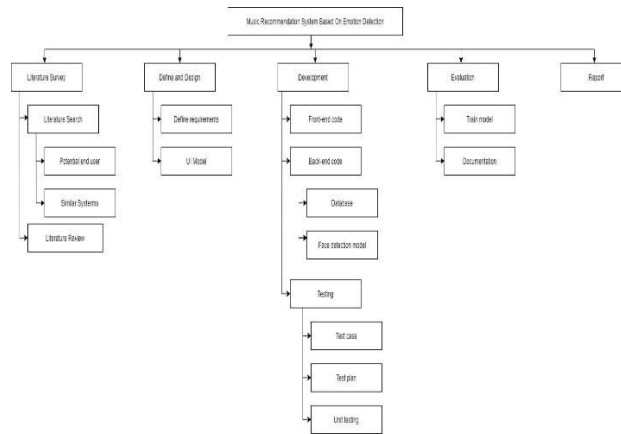 Music Recommendation System Based On Emotion Detection
Literature Survey
Define and Design
Development
Evaluation
Report
Literature Search
Potential end user
Similar Systems
Literature Review
Define requirements
UI Model
Front-end code
Back-end code
Database
Face detection model
Testing
Test case
Test plan
Unit testing
Train model
Documentation